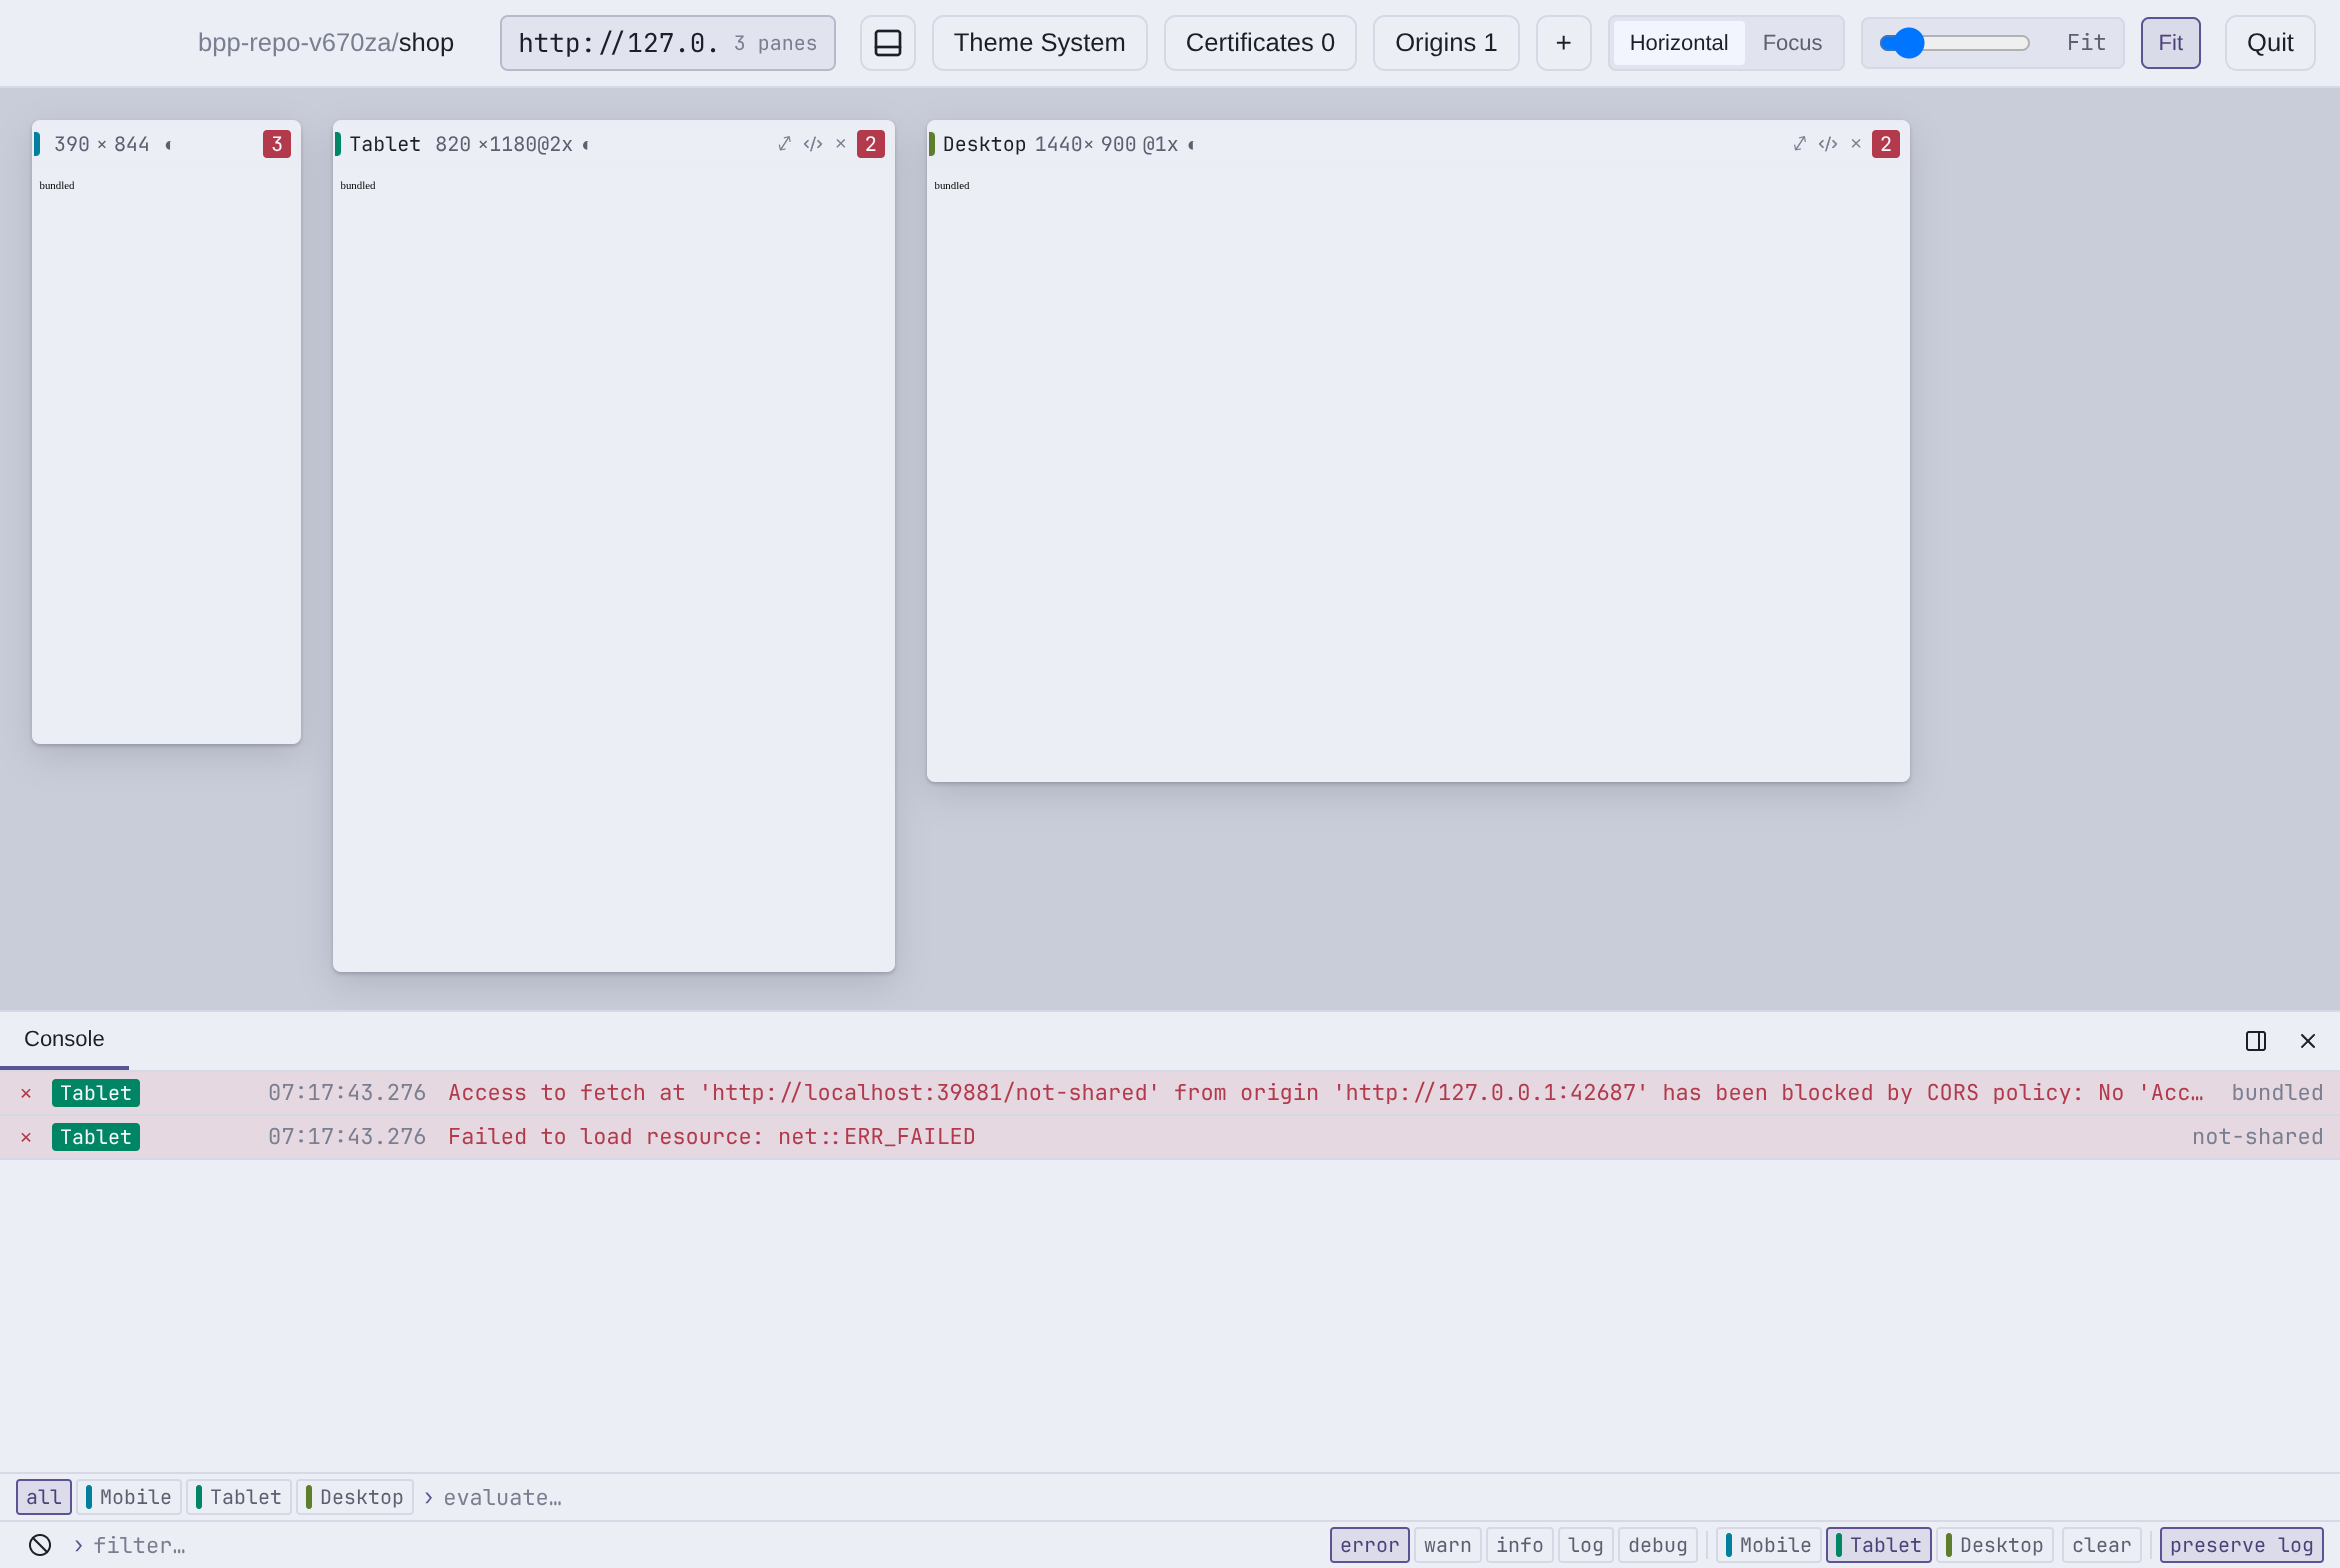 bpp-repo-v670za/shop http://127.0. 3 panes Theme System Certificates 0 Origins 1 + Horizontal Focus Fit Fit Quit
390 × 844 3
Tablet 820 ×1180@2x </> × 2
Desktop 1440× 900 @1x </> × 2
bundled
bundled
bundled
Console
× Tablet 07:17:43.276 Access to fetch at 'http://localhost:39881/not-shared' from origin 'http://127.0.0.1:42687' has been blocked by CORS policy: No 'Acc… bundled
× Tablet 07:17:43.276 Failed to load resource: net::ERR_FAILED not-shared
all Mobile Tablet Desktop › evaluate…
› filter… error warn info log debug Mobile Tablet Desktop clear preserve log